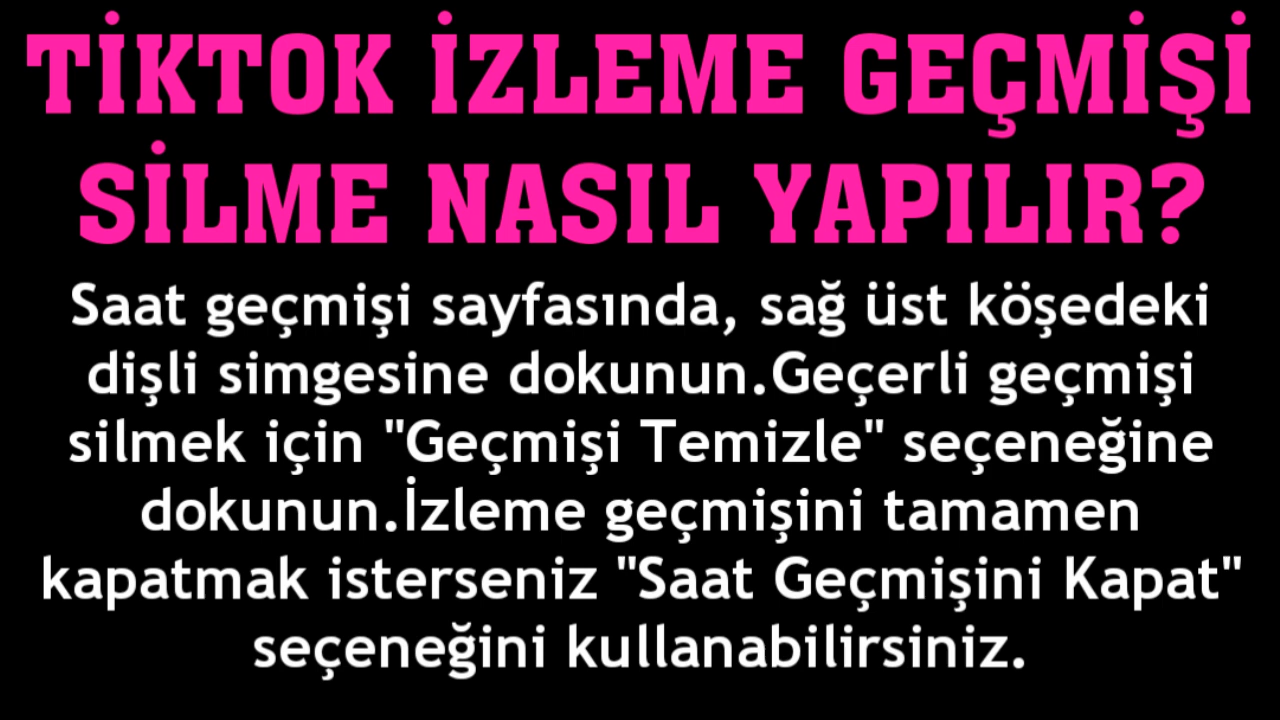 TİKTOK İZLEME GEÇMİŞİ
SİLME NASIL YAPILIR?
Saat geçmişi sayfasında, sağ üst köşedeki
dişli simgesine dokunun.Geçerli geçmişi
silmek için "Geçmişi Temizle" seçeneğine
dokunun.İzleme geçmişini tamamen
kapatmak isterseniz "Saat Geçmişini Kapat"
seçeneğini kullanabilirsiniz.